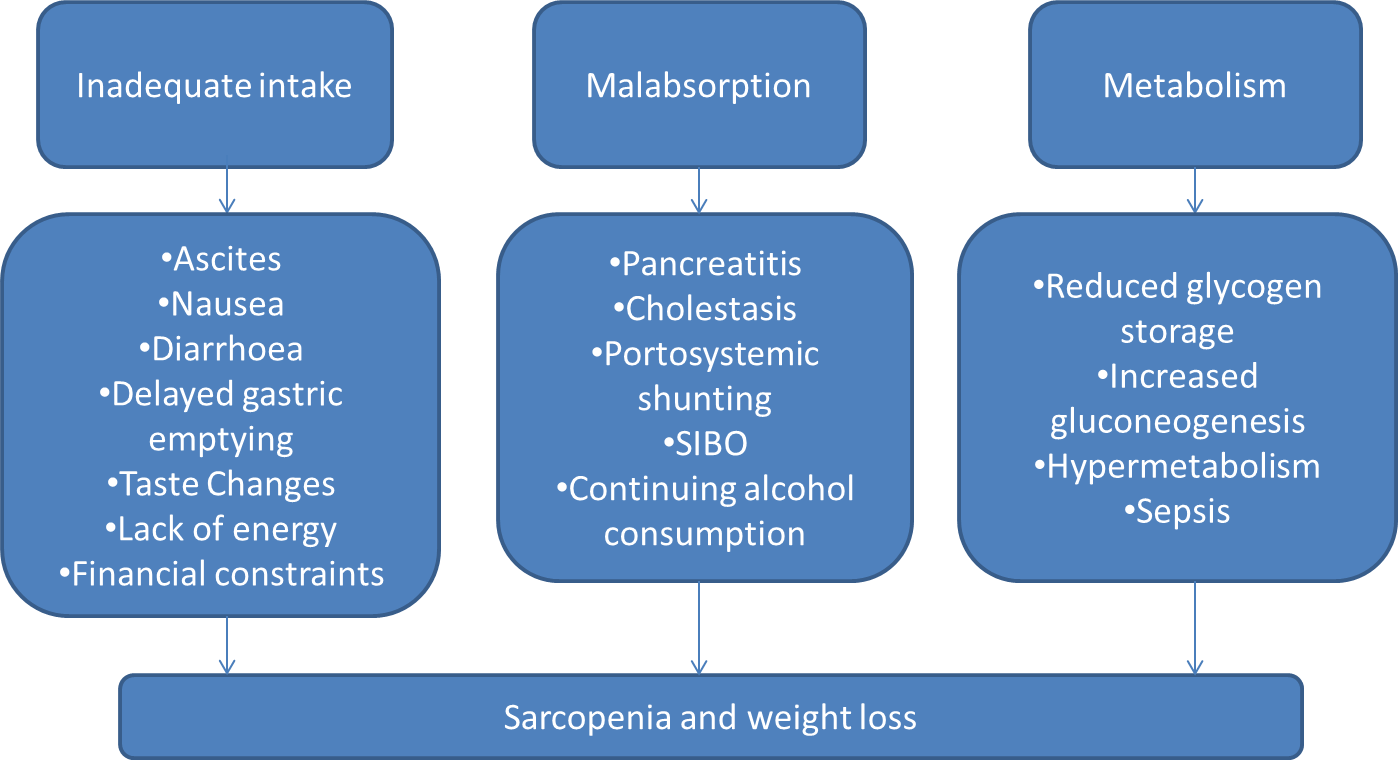 Inadequate intake
Malabsorption
Metabolism
•Ascites
•Nausea
•Diarrhoea
•Delayed gastric
emptying
•Taste Changes
•Lack of energy
•Financial constraints
•Pancreatitis
•Cholestasis
•Portosystemic
shunting
•SIBO
•Continuing alcohol
consumption
•Reduced glycogen
storage
•Increased
gluconeogenesis
•Hypermetabolism
•Sepsis
Sarcopenia and weight loss